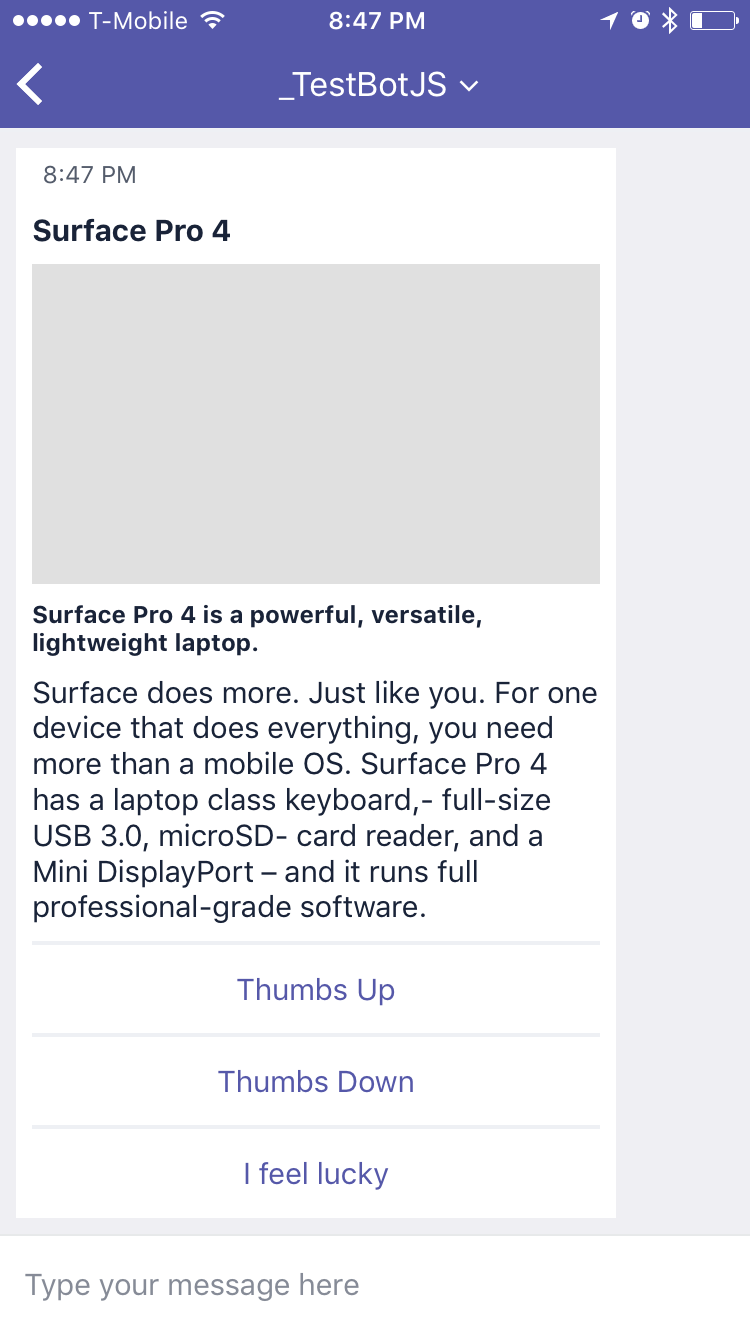 T-Mobile 8:47 PM
_TestBotJS
8:47 PM
Surface Pro 4
Surface Pro 4 is a powerful, versatile,
lightweight laptop.
Surface does more. Just like you. For one
device that does everything, you need
more than a mobile OS. Surface Pro 4
has a laptop class keyboard,- full-size
USB 3.0, microSD- card reader, and a
Mini DisplayPort – and it runs full
professional-grade software.
Thumbs Up
Thumbs Down
I feel lucky
Type your message here